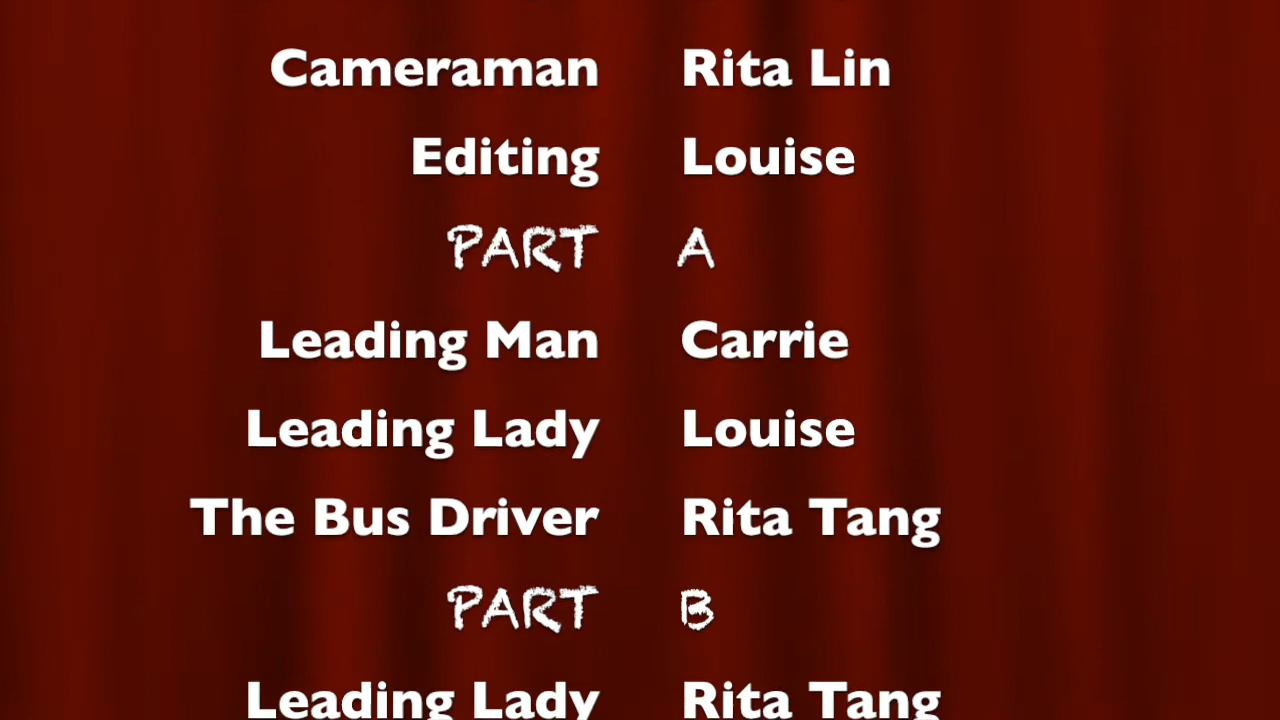 Cameraman Rita Lin
Editing Louise
PART A
Leading Man Carrie
Leading Lady Louise
The Bus Driver Rita Tang
PART B
Leading Lady Rita Tang